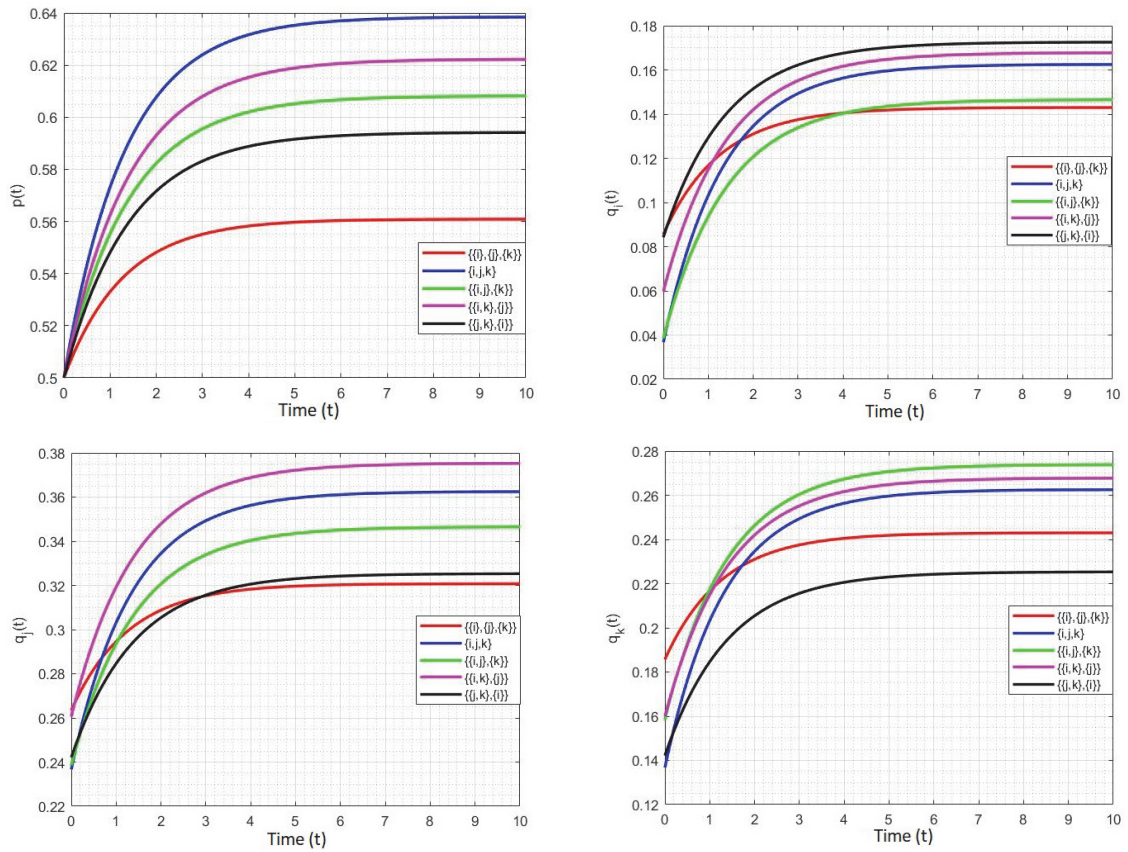 p(t)
0.64
0.62
0.6
0.58
0.56
0.54
0.52
0.5
0 1 2 3 4 5 6 7 8 9 10
Time (t)
{{i},{j},{k}}
{i,j,k}
{{i,j},{k}}
{{i,k},{j}}
{{j,k},{i}}
q_i(t)
0.18
0.16
0.14
0.12
0.1
0.08
0.06
0.04
0.02
0 1 2 3 4 5 6 7 8 9 10
Time (t)
{{i},{j},{k}}
{i,j,k}
{{i,j},{k}}
{{i,k},{j}}
{{j,k},{i}}
q_j(t)
0.38
0.36
0.34
0.32
0.3
0.28
0.26
0.24
0.22
0 1 2 3 4 5 6 7 8 9 10
Time (t)
{{i},{j},{k}}
{i,j,k}
{{i,j},{k}}
{{i,k},{j}}
{{j,k},{i}}
q_k(t)
0.28
0.26
0.24
0.22
0.2
0.18
0.16
0.14
0.12
0 1 2 3 4 5 6 7 8 9 10
Time (t)
{{i},{j},{k}}
{i,j,k}
{{i,j},{k}}
{{i,k},{j}}
{{j,k},{i}}